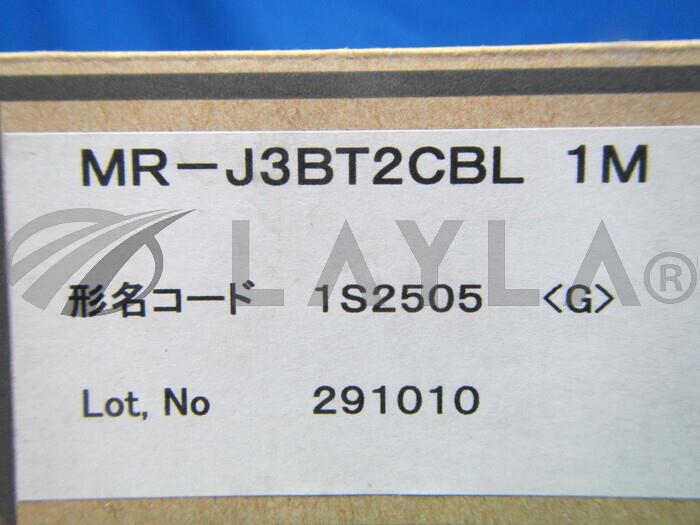 MR-J3BT2CBL 1M
LAYLA®
形名コード 1S2505 <G>
Lot, No 291010